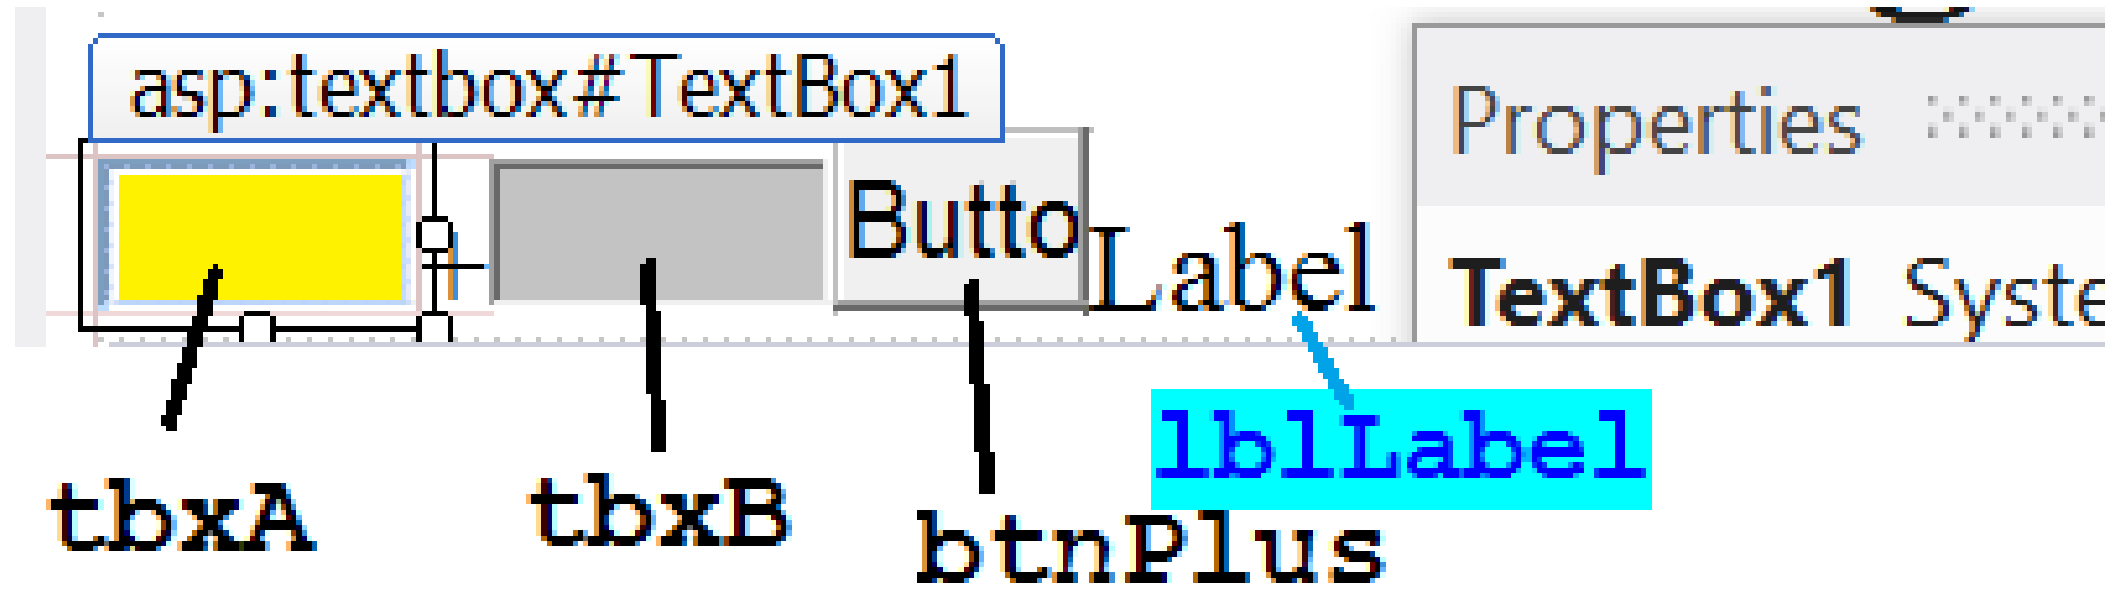 asp:textbox#TextBox1
Properties
+
Butto
Label
TextBox1 Syste
lblLabel
tbxA
tbxB
btnPlus